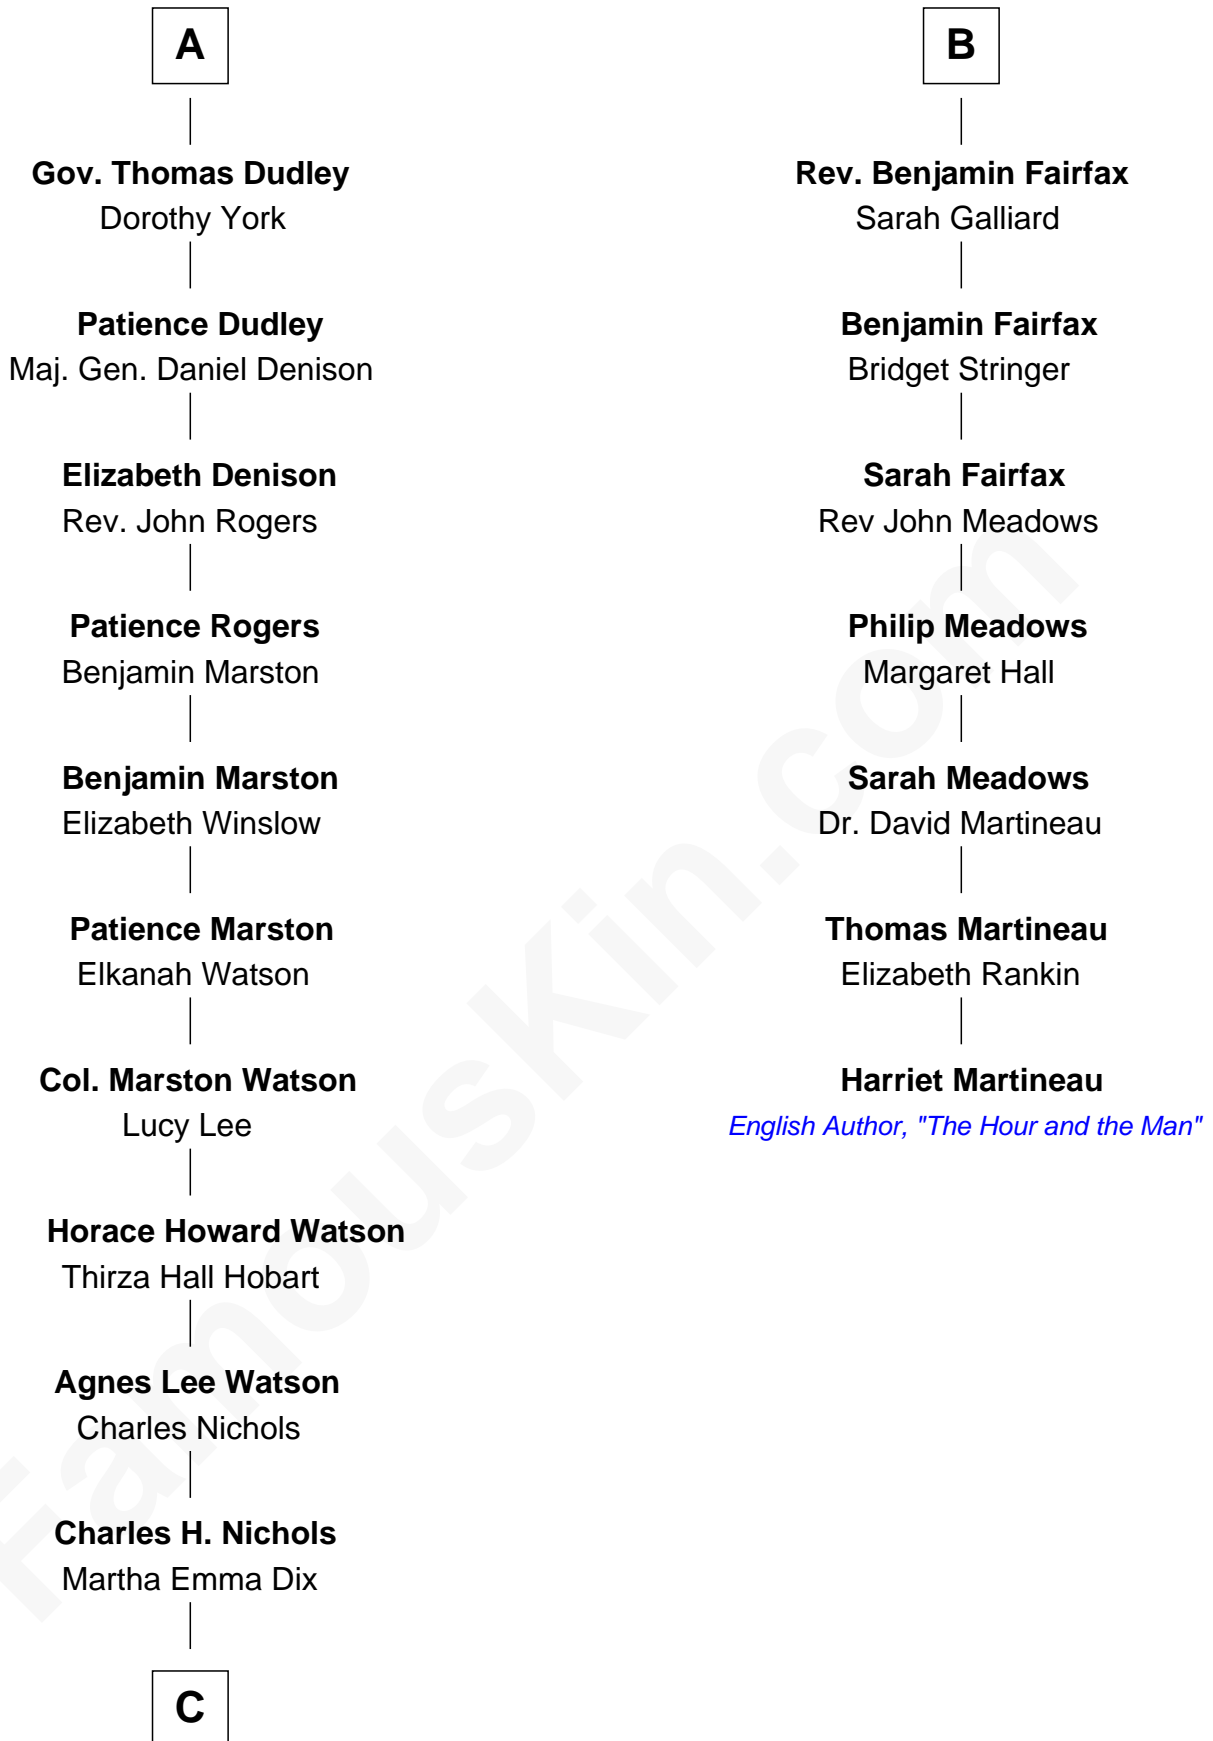 A
Gov. Thomas Dudley
Dorothy York
Patience Dudley
Maj. Gen. Daniel Denison
Elizabeth Denison
Rev. John Rogers
Patience Rogers
Benjamin Marston
Benjamin Marston
Elizabeth Winslow
Patience Marston
Elkanah Watson
Col. Marston Watson
Lucy Lee
Horace Howard Watson
Thirza Hall Hobart
Agnes Lee Watson
Charles Nichols
Charles H. Nichols
Martha Emma Dix
C
B
Rev. Benjamin Fairfax
Sarah Galliard
Benjamin Fairfax
Bridget Stringer
Sarah Fairfax
Rev John Meadows
Philip Meadows
Margaret Hall
Sarah Meadows
Dr. David Martineau
Thomas Martineau
Elizabeth Rankin
Harriet Martineau
English Author, "The Hour and the Man"
FamousKin.com